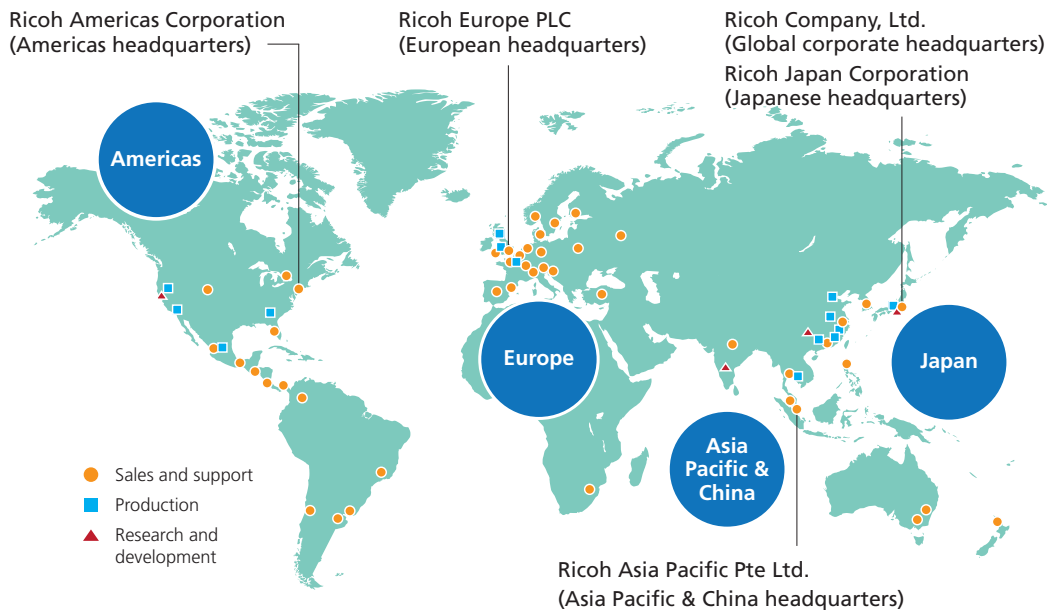 Ricoh Americas Corporation
(Americas headquarters)
Ricoh Europe PLC
(European headquarters)
Ricoh Company, Ltd.
(Global corporate headquarters)
Ricoh Japan Corporation
(Japanese headquarters)
Americas
Europe
Japan
Asia
Pacific &
China
Sales and support
Production
Research and
development
Ricoh Asia Pacific Pte Ltd.
(Asia Pacific & China headquarters)